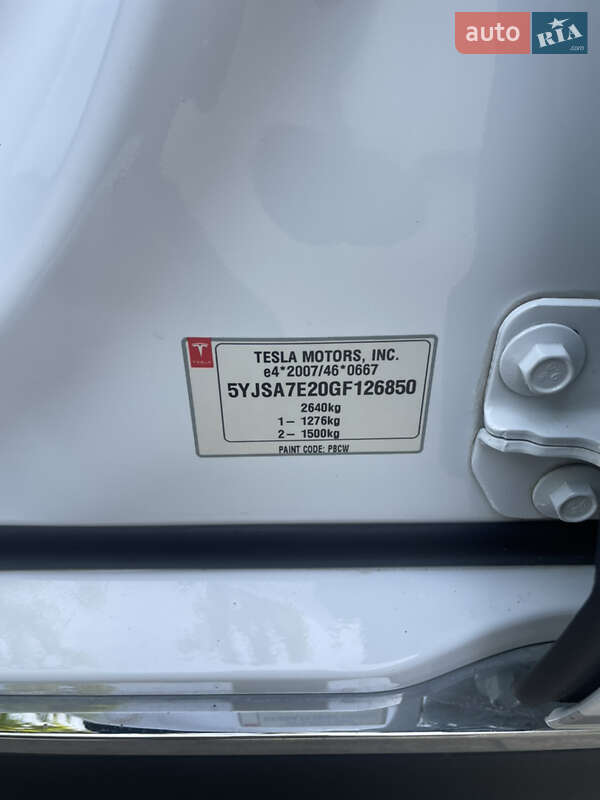 auto RIA
.com
TESLA
TESLA MOTORS, INC.
e4*2007/46*0667
5YJSA7E20GF126850
2640kg
1– 1276kg
2– 1500kg
PAINT CODE: PBCW